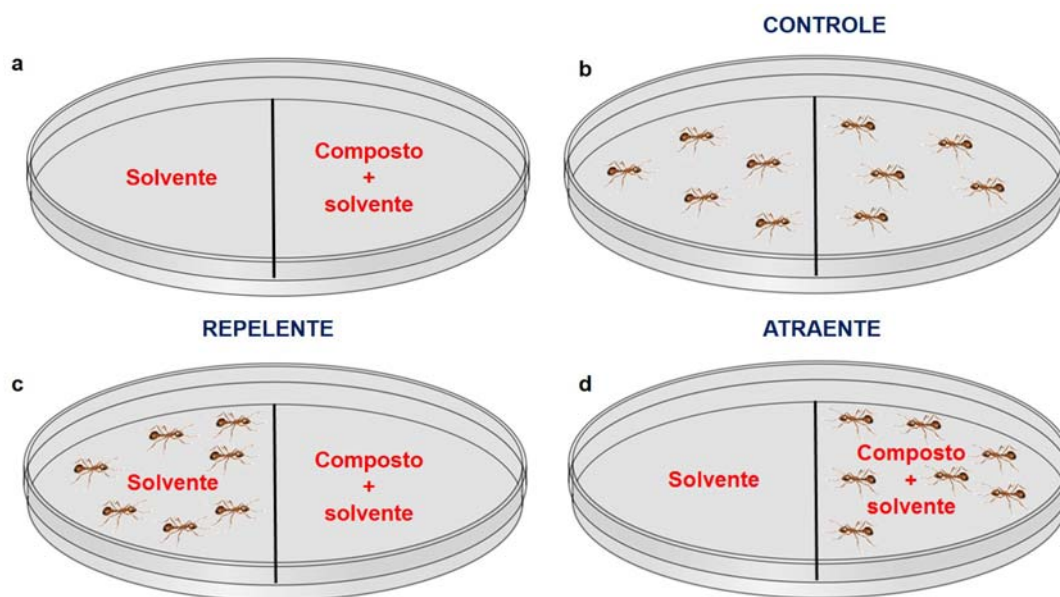 CONTROLE
a
b
Solvente
Composto
+
solvente
REPELENTE
ATRAENTE
c
d
Solvente
Composto
+
solvente
Solvente
Composto
+
solvente